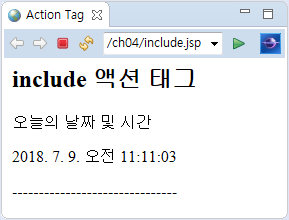 Action Tag
/ch04/include.jsp
include 액션 태그
오늘의 날짜 및 시간
2018. 7. 9. 오전 11:11:03
-------------------------------